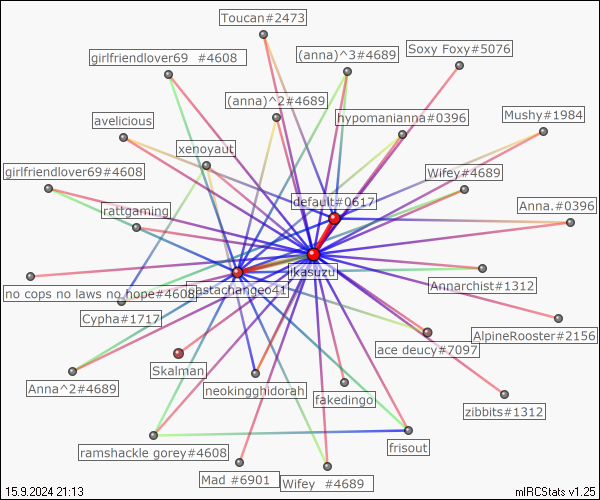 Toucan#2473
girlfriendlover69 #4608
(anna)^3#4689
Soxy Foxy#5076
(anna)^2#4689
hypomanianna#0396
Mushy#1984
avelicious
xenoyaut
girlfriendlover69#4608
Wifey#4689
rattgaming
default#0617
Anna.#0396
ikasuzu
Annarchist#1312
no cops no laws no hope#4608
astachange041
Cypha#1717
AlpineRooster#2156
ace deucy#7097
Skalman
Anna^2#4689
neokingghidorah
fakedingo
zibbits#1312
ramshackle gorey#4608
frisout
Mad #6901
Wifey #4689
15.9.2024 21:13
mIRCStats v1.25